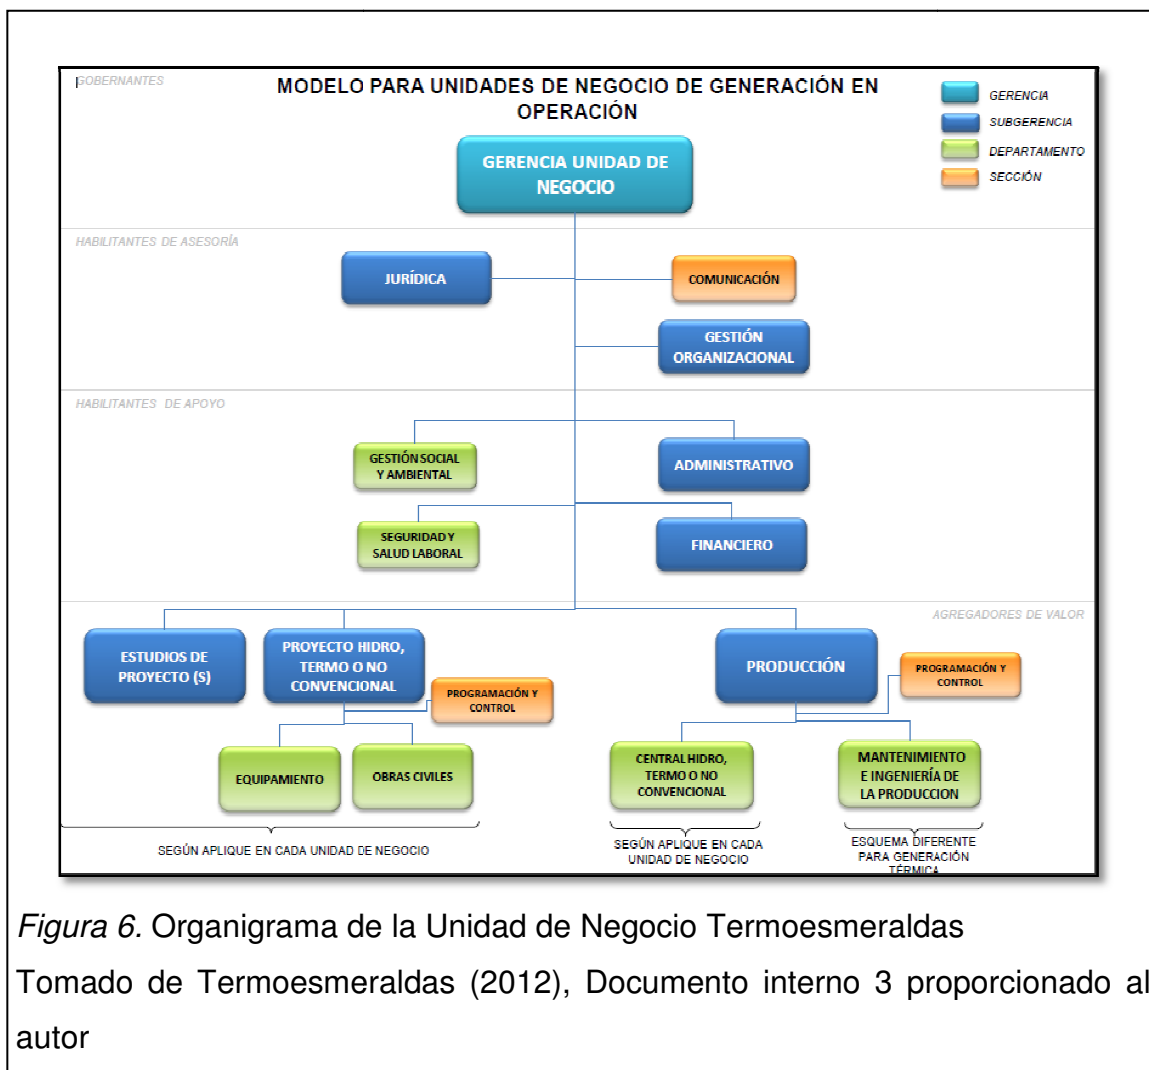 GOBERNANTES
MODELO PARA UNIDADES DE NEGOCIO DE GENERACIÓN EN
OPERACIÓN
GERENCIA
SUBGERENCIA
DEPARTAMENTO
SECCIÓN
GERENCIA UNIDAD DE
NEGOCIO
HABILITANTES DE ASESORÍA
JURÍDICA
COMUNICACIÓN
GESTIÓN
ORGANIZACIONAL
HABILITANTES DE APOYO
GESTIÓN SOCIAL
Y AMBIENTAL
ADMINISTRATIVO
SEGURIDAD Y
SALUD LABORAL
FINANCIERO
AGREGADORES DE VALOR
ESTUDIOS DE
PROYECTO (S)
PROYECTO HIDRO,
TERMO O NO
CONVENCIONAL
PROGRAMACIÓN Y
CONTROL
PRODUCCIÓN
PROGRAMACIÓN Y
CONTROL
EQUIPAMIENTO
OBRAS CIVILES
CENTRAL HIDRO,
TERMO O NO
CONVENCIONAL
MANTENIMIENTO
E INGENIERÍA DE
LA PRODUCCION
SEGÚN APLIQUE EN CADA UNIDAD DE NEGOCIO
SEGÚN APLIQUE EN CADA
UNIDAD DE NEGOCIO
ESQUEMA DIFERENTE
PARA GENERACIÓN
TÉRMICA
Figura 6. Organigrama de la Unidad de Negocio Termoesmeraldas
Tomado de Termoesmeraldas (2012), Documento interno 3 proporcionado al
autor